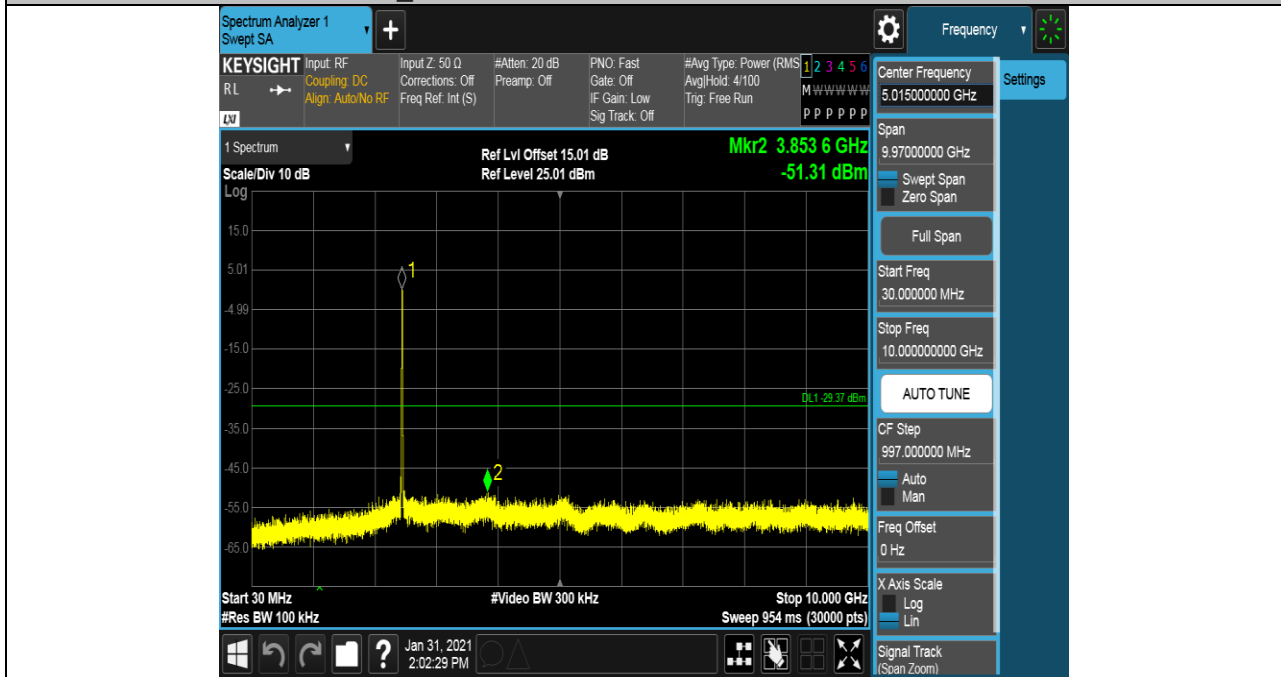 Spectrum Analyzer 1
Swept SA
+
Frequency
KEYSIGHT
RL
LXI
Input: RF
Coupling: DC
Align: Auto/No RF
Input Z: 50 Ω
Corrections: Off
Freq Ref: Int (S)
#Atten: 20 dB
Preamp: Off
PNO: Fast
Gate: Off
IF Gain: Low
Sig Track: Off
#Avg Type: Power (RMS
Avg|Hold: 4/100
Trig: Free Run
1 2 3 4 5 6
M W W W W W
P P P P P P
1 Spectrum
Scale/Div 10 dB
Log
Ref Lvl Offset 15.01 dB
Ref Level 25.01 dBm
Mkr2 3.853 6 GHz
-51.31 dBm
15.0
5.01
-4.99
-15.0
-25.0
-35.0
-45.0
-55.0
-65.0
1
2
DL1 -29.37 dBm
Start 30 MHz
#Res BW 100 kHz
#Video BW 300 kHz
Stop 10.000 GHz
Sweep 954 ms (30000 pts)
?
Jan 31, 2021
2:02:29 PM
Center Frequency
5.015000000 GHz
Span
9.97000000 GHz
Swept Span
Zero Span
Full Span
Start Freq
30.000000 MHz
Stop Freq
10.000000000 GHz
AUTO TUNE
CF Step
997.000000 MHz
Auto
Man
Freq Offset
0 Hz
X Axis Scale
Log
Lin
Signal Track
(Span Zoom)
Settings